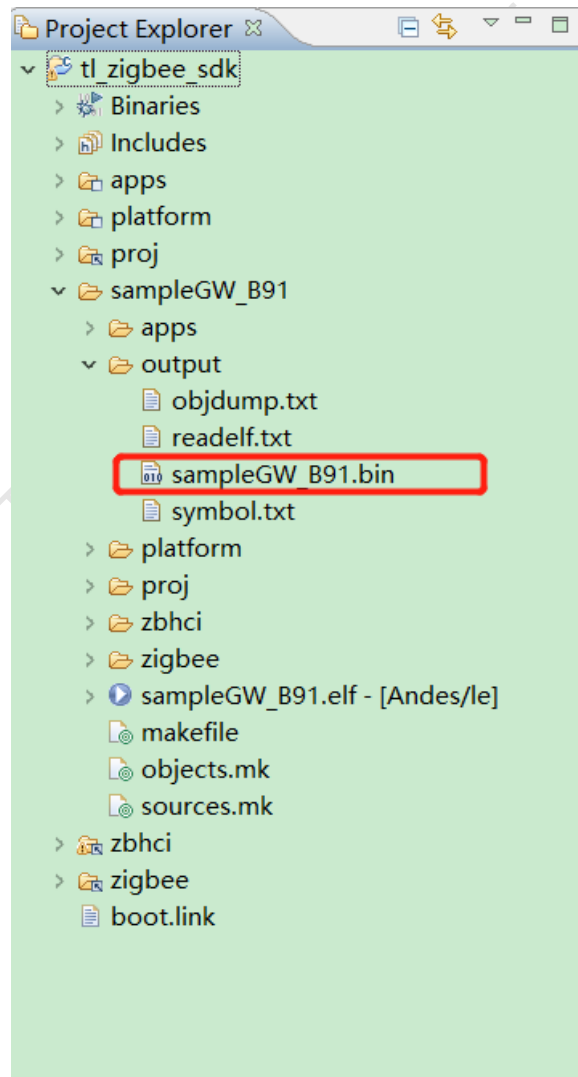 Project Explorer
tl_zigbee_sdk
Binaries
Includes
apps
platform
proj
sampleGW_B91
apps
output
objdump.txt
readelf.txt
sampleGW_B91.bin
symbol.txt
platform
proj
zbhci
zigbee
sampleGW_B91.elf - [Andes/le]
makefile
objects.mk
sources.mk
zbhci
zigbee
boot.link